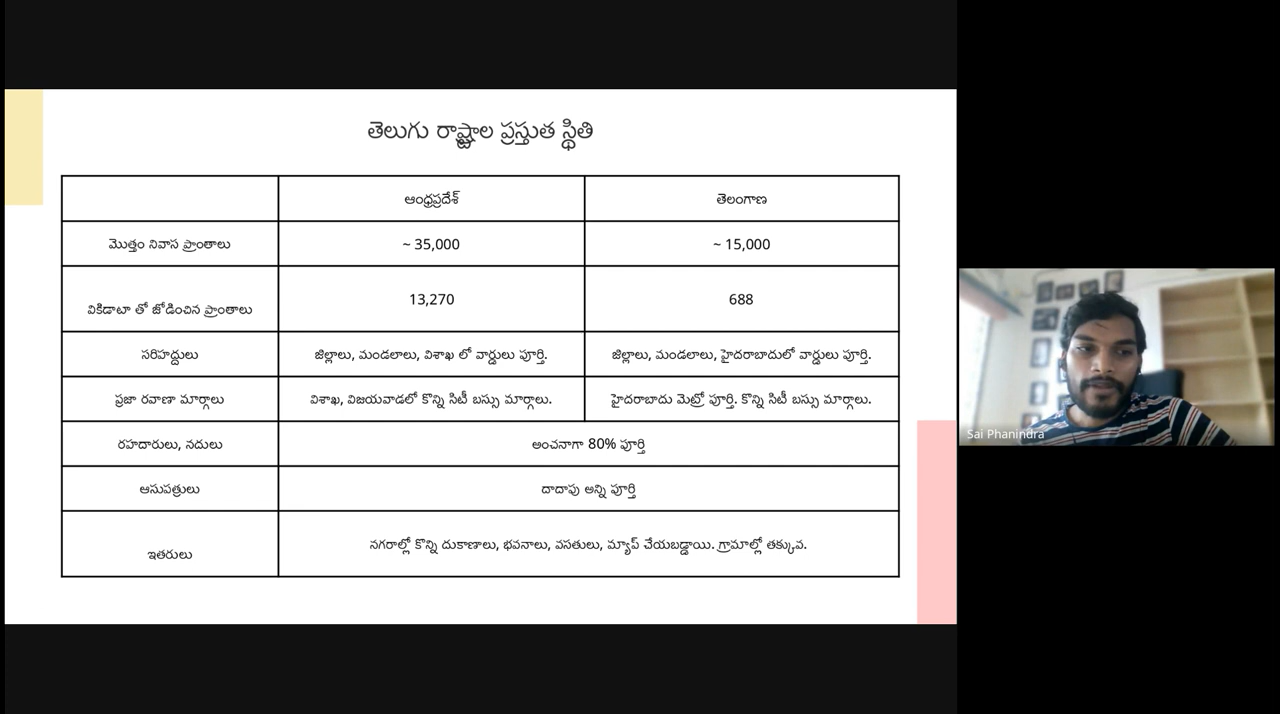 తెలుగు రాష్ట్రాల ప్రస్తుత స్థితి
ఆంధ్రప్రదేశ్ తెలంగాణ
మొత్తం నివాస ప్రాంతాలు ~ 35,000 ~ 15,000
వికిడాటా తో జోడించిన ప్రాంతాలు 13,270 688
సరిహద్దులు జిల్లాలు, మండలాలు, విశాఖ లో వార్డులు పూర్తి. జిల్లాలు, మండలాలు, హైదరాబాదులో వార్డులు పూర్తి.
ప్రజా రవాణా మార్గాలు విశాఖ, విజయవాడలో కొన్ని సిటీ బస్సు మార్గాలు. హైదరాబాదు మెట్రో పూర్తి. కొన్ని సిటీ బస్సు మార్గాలు.
రహదారులు, నదులు అంచనాగా 80% పూర్తి
ఆసుపత్రులు దాదాపు అన్ని పూర్తి
ఇతరులు నగరాల్లో కొన్ని దుకాణాలు, భవనాలు, వసతులు, మ్యాప్ చేయబడ్డాయి. గ్రామాల్లో తక్కువ.
Sai Phanindra